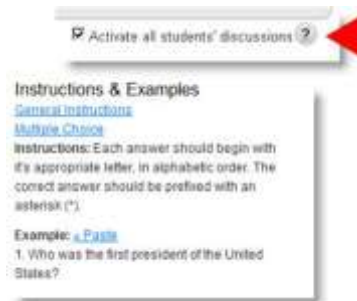 Activate all students' discussions ?
Instructions & Examples
General Instructions
Multiple Choice
Instructions: Each answer should begin with
it's appropriate letter, in alphabetic order. The
correct answer should be prefixed with an
asterisk (*).
Example: « Paste
1. Who was the first president of the United
States?